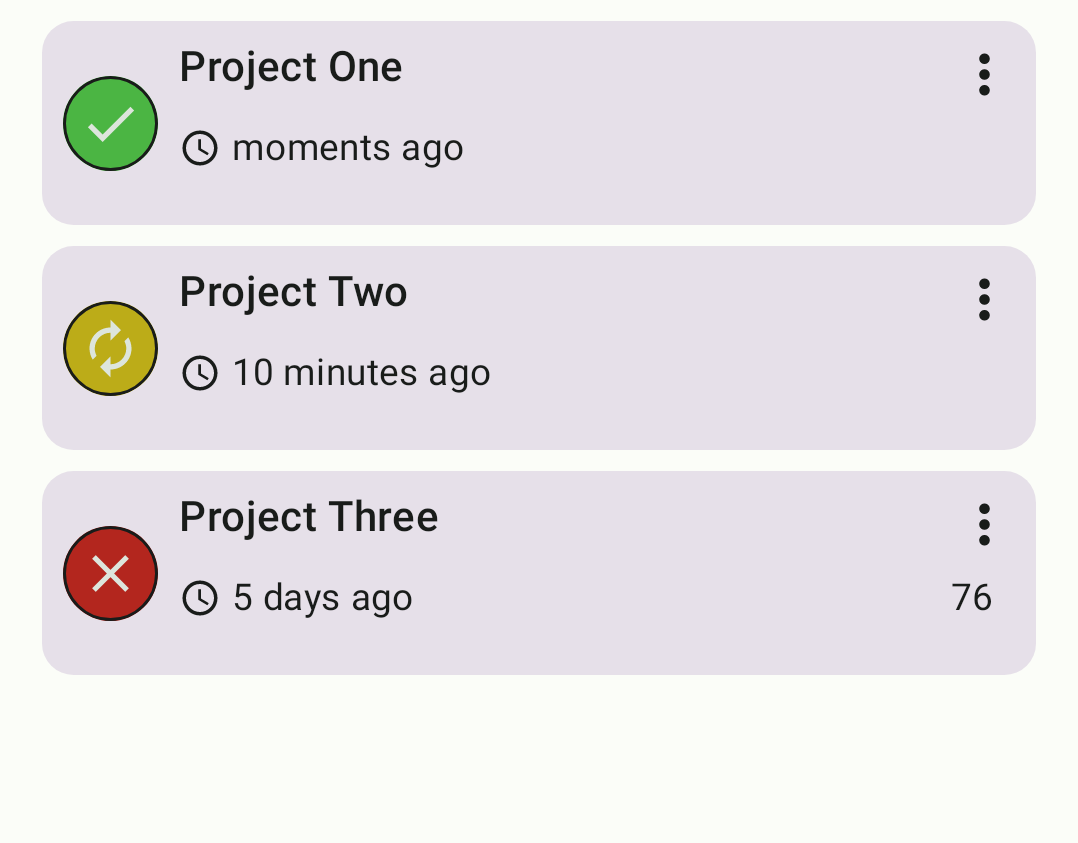 Project One
moments ago
Project Two
10 minutes ago
Project Three
5 days ago 76